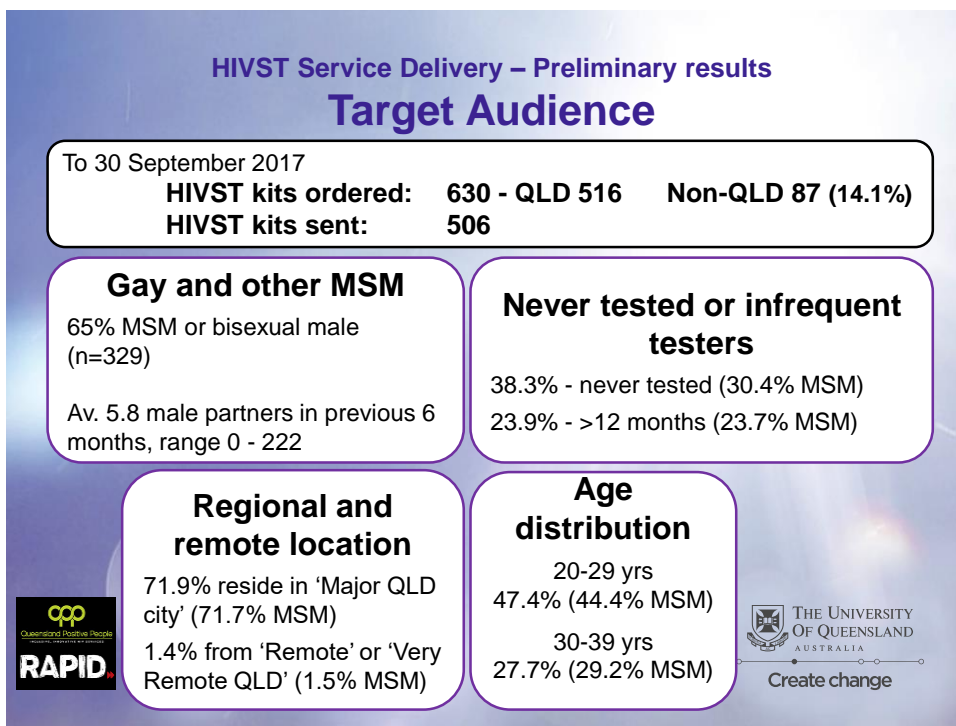 HIVST Service Delivery – Preliminary results
Target Audience
To 30 September 2017
HIVST kits ordered: 630 - QLD 516 Non-QLD 87 (14.1%)
HIVST kits sent: 506
Gay and other MSM
65% MSM or bisexual male
(n=329)
Av. 5.8 male partners in previous 6
months, range 0 - 222
Never tested or infrequent
testers
38.3% - never tested (30.4% MSM)
23.9% - >12 months (23.7% MSM)
Regional and
remote location
71.9% reside in ‘Major QLD
city’ (71.7% MSM)
1.4% from ‘Remote’ or ‘Very
Remote QLD’ (1.5% MSM)
Age
distribution
20-29 yrs
47.4% (44.4% MSM)
30-39 yrs
27.7% (29.2% MSM)
qpp
Queensland Positive People
RAPID
THE UNIVERSITY
OF QUEENSLAND
AUSTRALIA
Create change